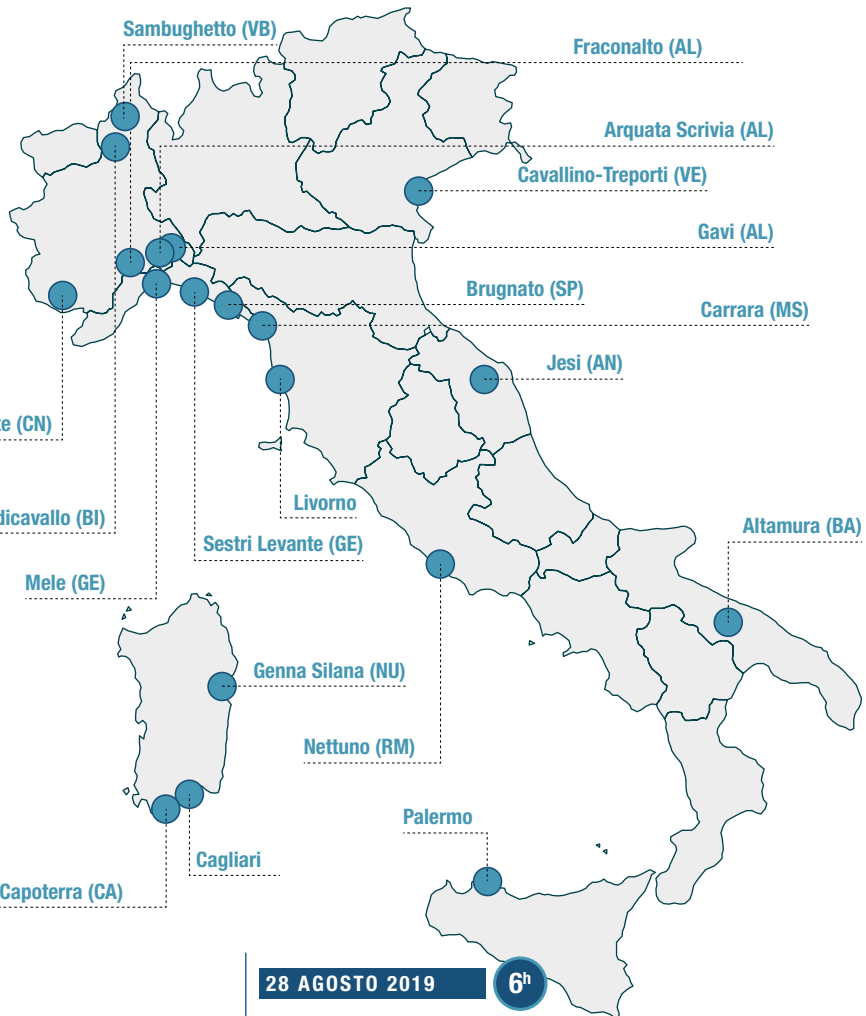 Sambughetto (VB)
Fraconalto (AL)
Arquata Scrivia (AL)
Cavallino-Treporti (VE)
Gavi (AL)
Brugnato (SP)
Carrara (MS)
Jesi (AN)
(CN)
Livorno
(BI)
Altamura (BA)
Sestri Levante (GE)
Mele (GE)
Genna Silana (NU)
Nettuno (RM)
Palermo
Cagliari
Capoterra (CA)
28 AGOSTO 2019 6h